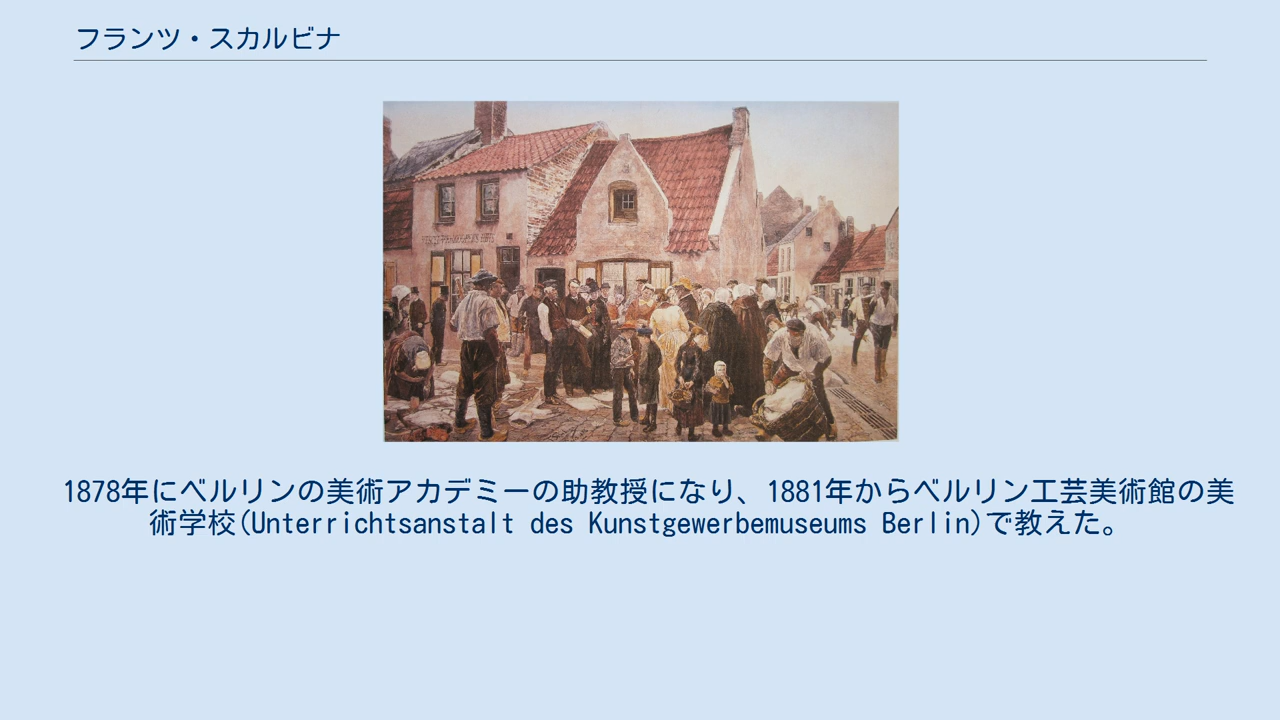 フランツ・スカルビナ
1878年にベルリンの美術アカデミーの助教授になり、1881年からベルリン工芸美術館の美
術学校(Unterrichtsanstalt des Kunstgewerbemuseums Berlin)で教えた。